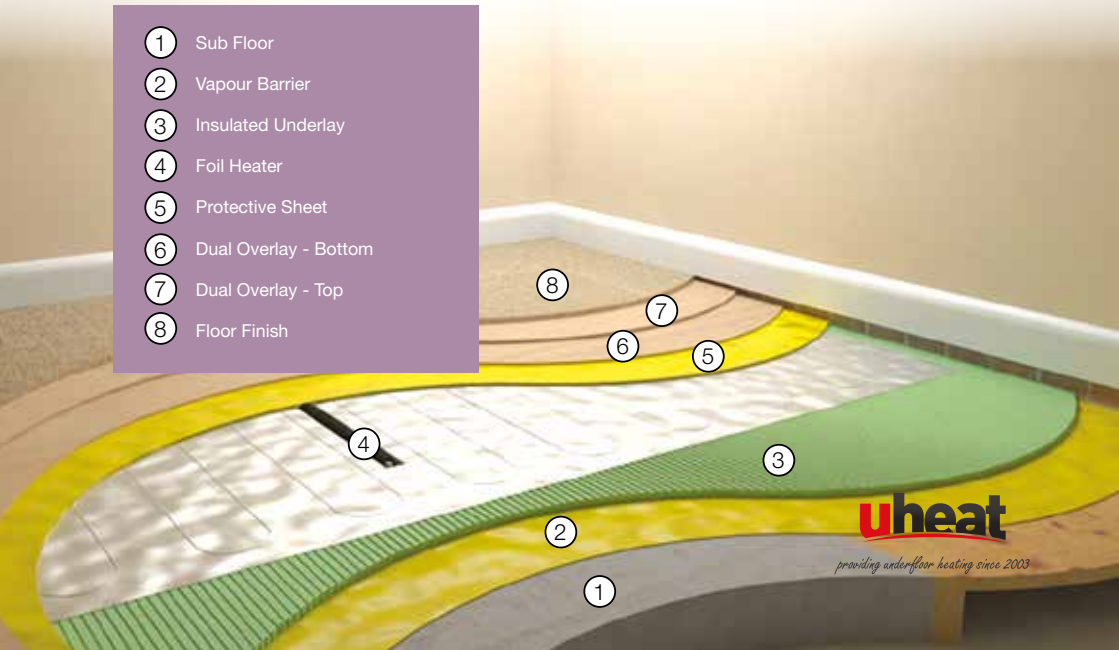 1 Sub Floor
2 Vapour Barrier
3 Insulated Underlay
4 Foil Heater
5 Protective Sheet
6 Dual Overlay - Bottom
7 Dual Overlay - Top
8 Floor Finish
8
7
6
5
4
3
2
1
uheat
providing underfloor heating since 2003